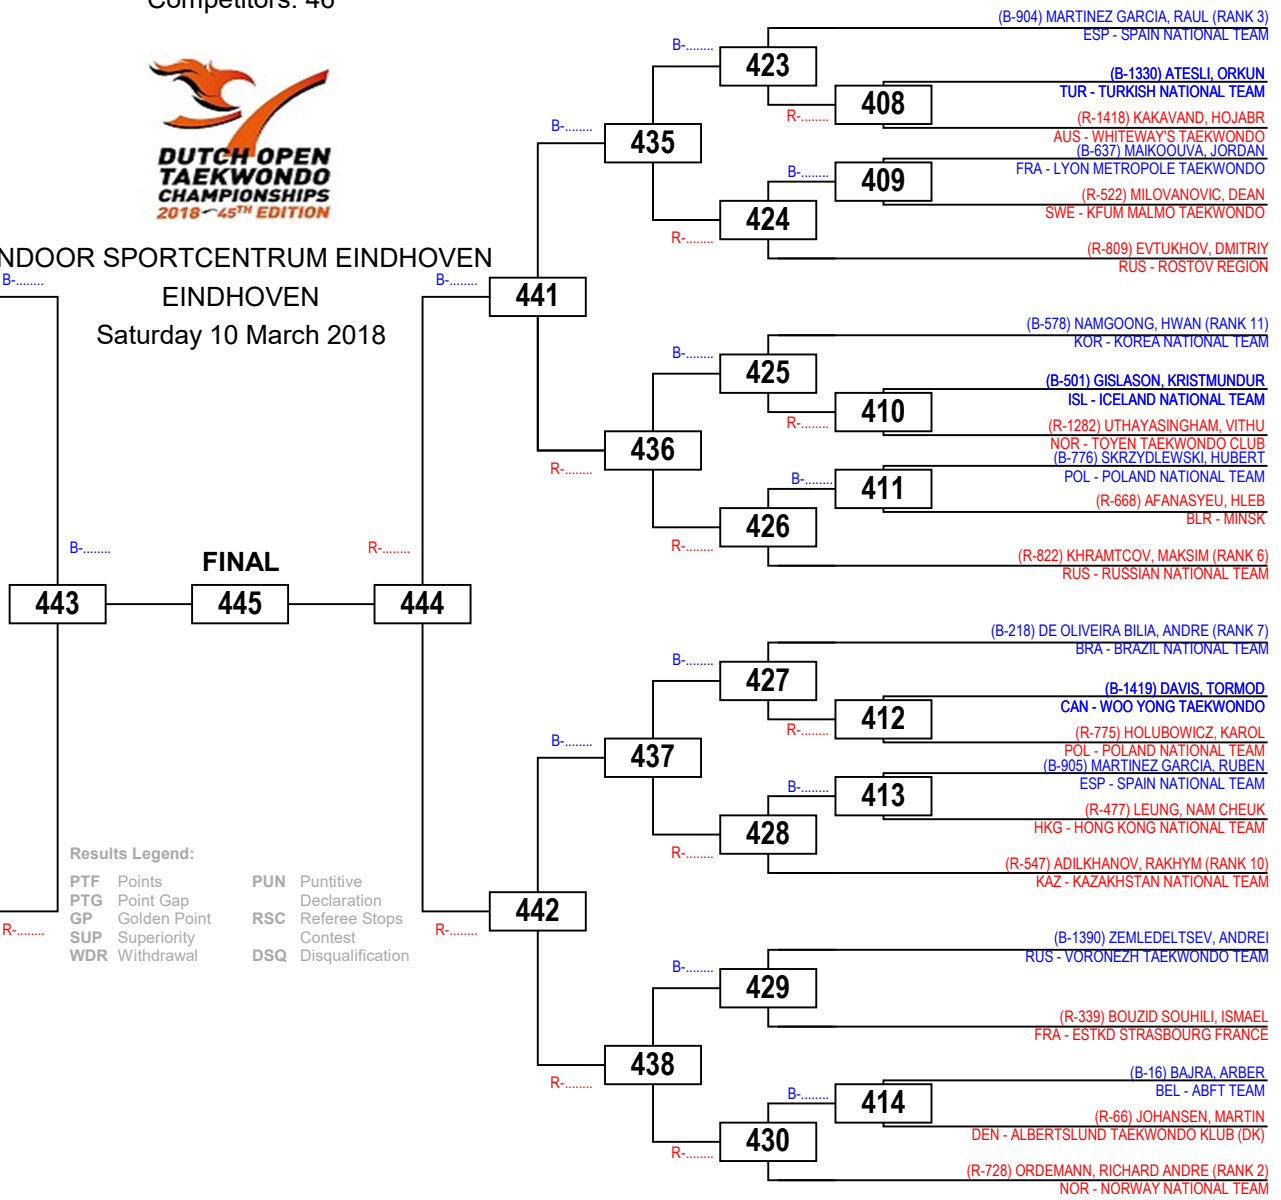 Competitors: 46
DUTCH OPEN
TAEKWONDO
CHAMPIONSHIPS
2018 45TH EDITION
NDOOR SPORTCENTRUM EINDHOVEN
EINDHOVEN
Saturday 10 March 2018
B-........
R-........
B-........
443
FINAL
445
R-........
444
B-........
R-........
441
442
B-........
435
R-........
436
B-........
437
R-........
438
B-........
423
R-........
424
B-........
425
R-........
426
B-........
427
R-........
428
B-........
429
R-........
430
R-........
408
B-........
409
R-........
410
B-........
411
R-........
412
B-........
413
B-........
414
(B-904) MARTINEZ GARCIA, RAUL (RANK 3)
ESP - SPAIN NATIONAL TEAM
(B-1330) ATESLI, ORKUN
TUR - TURKISH NATIONAL TEAM
(R-1418) KAKAVAND, HOJABR
AUS - WHITEWAY'S TAEKWONDO
(B-637) MAIKOOUVA, JORDAN
FRA - LYON METROPOLE TAEKWONDO
(R-522) MILOVANOVIC, DEAN
SWE - KFUM MALMO TAEKWONDO
(R-809) EVTUKHOV, DMITRIY
RUS - ROSTOV REGION
(B-578) NAMGOONG, HWAN (RANK 11)
KOR - KOREA NATIONAL TEAM
(B-501) GISLASON, KRISTMUNDUR
ISL - ICELAND NATIONAL TEAM
(R-1282) UTHAYASINGHAM, VITHU
NOR - TOYEN TAEKWONDO CLUB
(B-776) SKRZYDLEWSKI, HUBERT
POL - POLAND NATIONAL TEAM
(R-668) AFANASYEU, HLEB
BLR - MINSK
(R-822) KHRAMTCOV, MAKSIM (RANK 6)
RUS - RUSSIAN NATIONAL TEAM
(B-218) DE OLIVEIRA BILIA, ANDRE (RANK 7)
BRA - BRAZIL NATIONAL TEAM
(B-1419) DAVIS, TORMOD
CAN - WOO YONG TAEKWONDO
(R-775) HOLUBOWICZ, KAROL
POL - POLAND NATIONAL TEAM
(B-905) MARTINEZ GARCIA, RUBEN
ESP - SPAIN NATIONAL TEAM
(R-477) LEUNG, NAM CHEUK
HKG - HONG KONG NATIONAL TEAM
(R-547) ADILKHANOV, RAKHYM (RANK 10)
KAZ - KAZAKHSTAN NATIONAL TEAM
(B-1390) ZEMLEDELTSEV, ANDREI
RUS - VORONEZH TAEKWONDO TEAM
(R-339) BOUZID SOUHILI, ISMAEL
FRA - ESTKD STRASBOURG FRANCE
(B-16) BAJRA, ARBER
BEL - ABFT TEAM
(R-66) JOHANSEN, MARTIN
DEN - ALBERTSLUND TAEKWONDO KLUB (DK)
(R-728) ORDEMANN, RICHARD ANDRE (RANK 2)
NOR - NORWAY NATIONAL TEAM
Results Legend:
PTF Points
PTG Point Gap
GP Golden Point
SUP Superiority
WDR Withdrawal
PUN Puntitive
Declaration
RSC Referee Stops
Contest
DSQ Disqualification